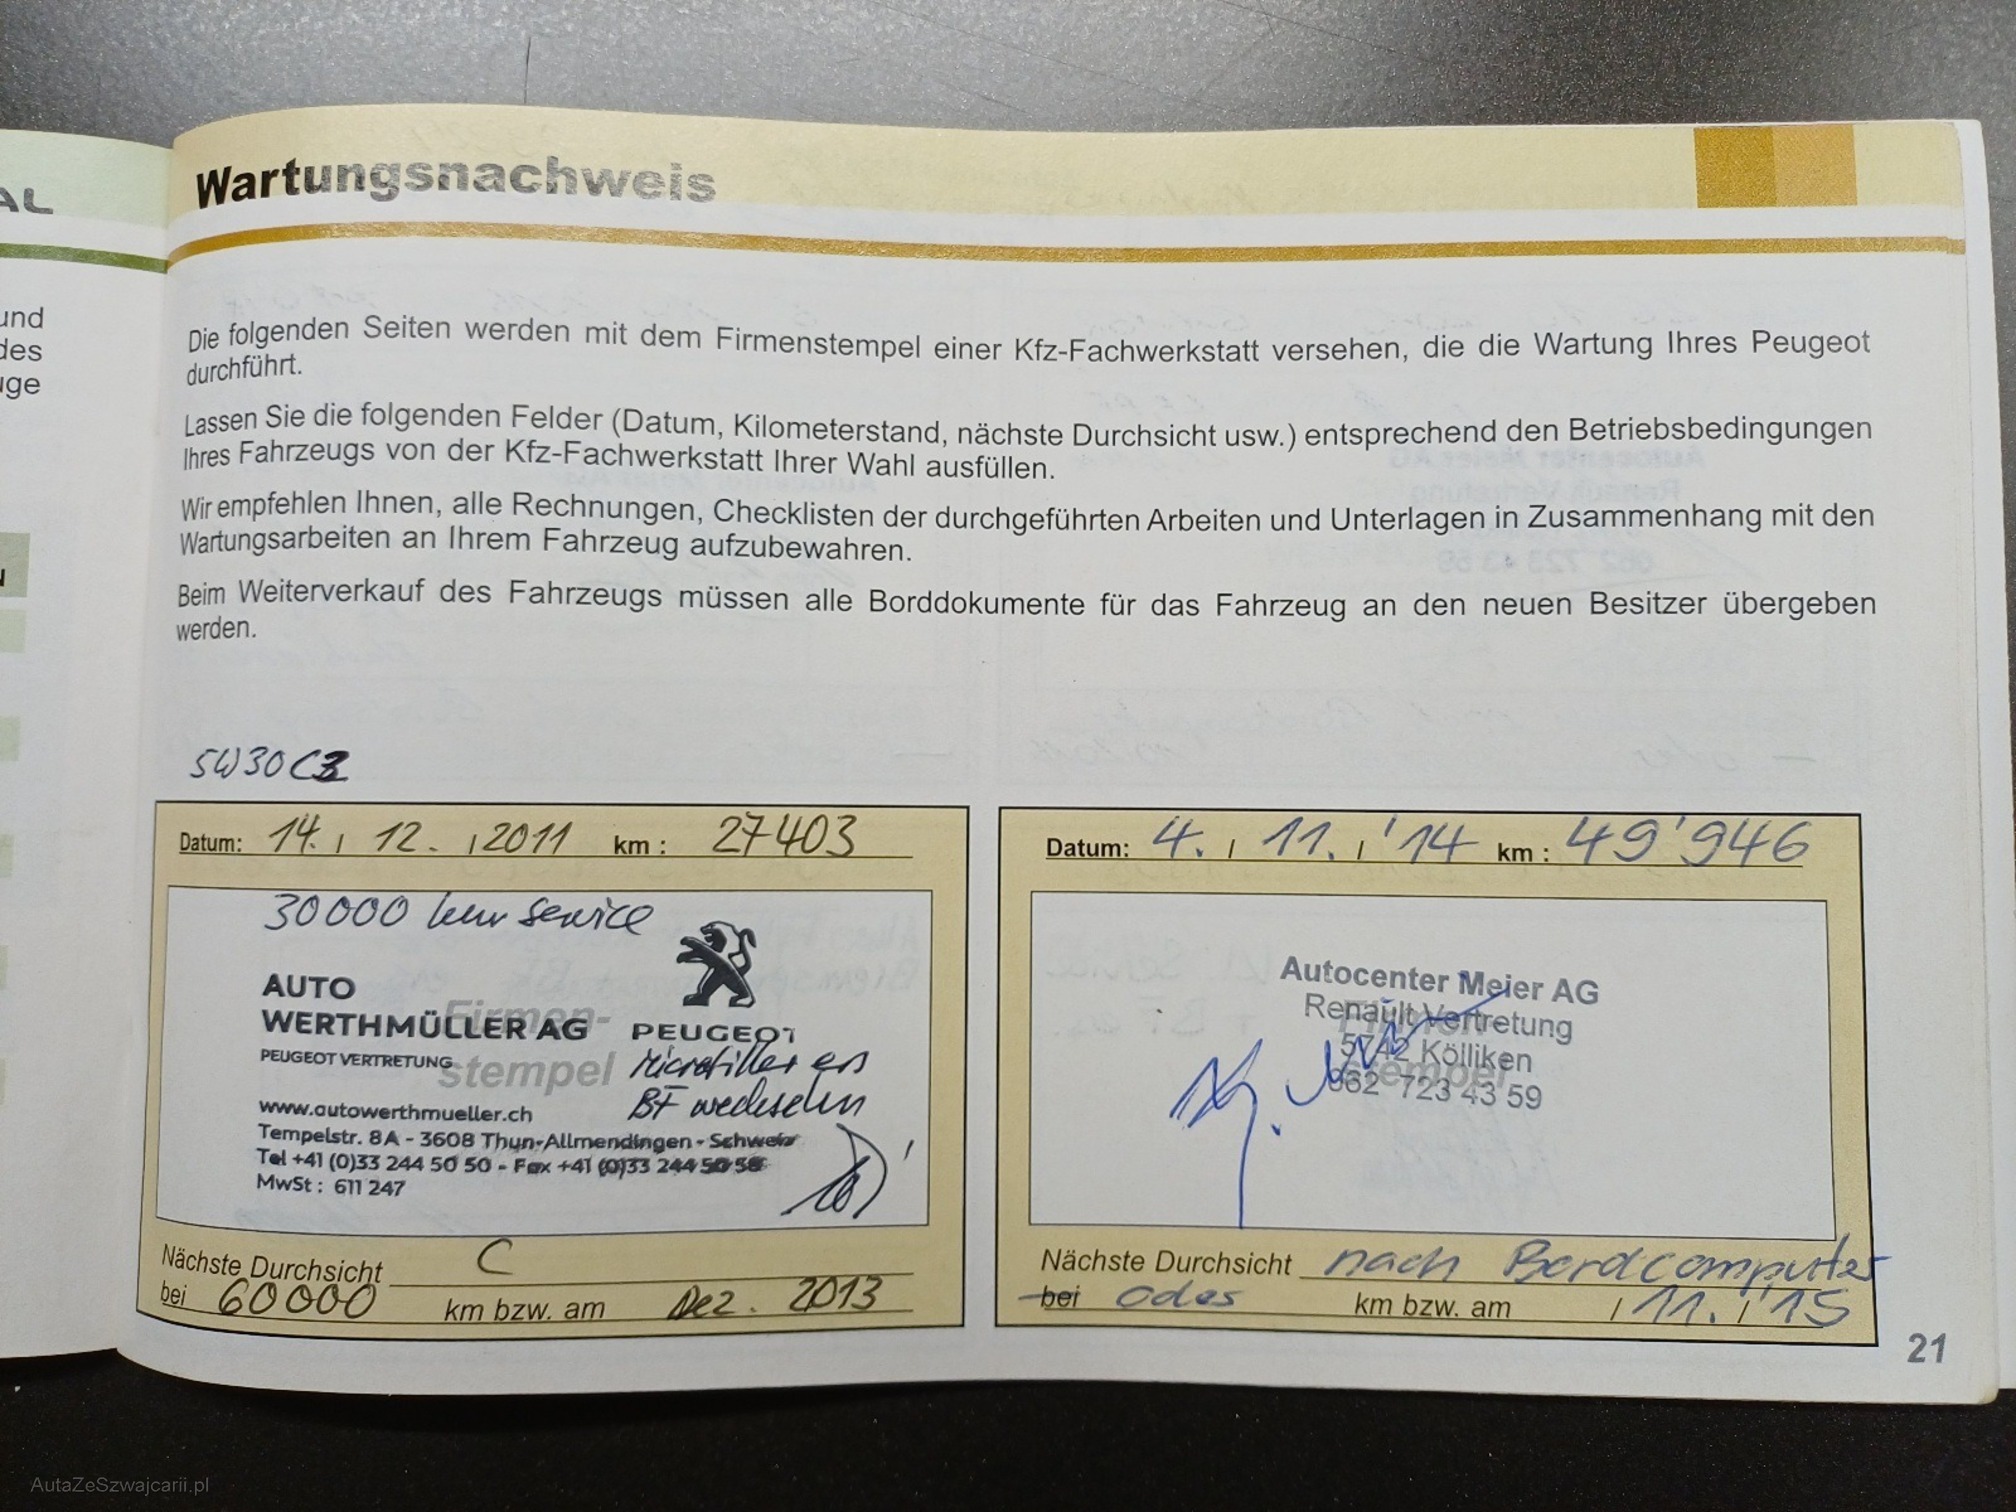 AL
und
des
uge
Wartungsnachweis
Die folgenden Seiten werden mit dem Firmenstempel einer Kfz-Fachwerkstatt versehen, die die Wartung Ihres Peugeot
durchführt.
Lassen Sie die folgenden Felder (Datum, Kilometerstand, nächste Durchsicht usw.) entsprechend den Betriebsbedingungen
Ihres Fahrzeugs von der Kfz-Fachwerkstatt Ihrer Wahl ausfüllen.
Wir empfehlen Ihnen, alle Rechnungen, Checklisten der durchgeführten Arbeiten und Unterlagen in Zusammenhang mit den
Wartungsarbeiten an Ihrem Fahrzeug aufzubewahren.
Beim Weiterverkauf des Fahrzeugs müssen alle Borddokumente für das Fahrzeug an den neuen Besitzer übergeben
werden.
5W30 C3
Datum: 14. / 12. / 2011 km : 27403
30000 km Service
Firmen-
stempel
AUTO
WERTHMÜLLER AG
PEUGEOT VERTRETUNG
PEUGEOT
Microfilter ers
BF wechseln
www.autowerthmueller.ch
Tempelstr. 8A - 3608 Thun-Allmendingen - Schweiz
Tel +41 (0)33 244 50 50 - Fax +41 (0)33 244 50 58
MwSt : 611 247
Nächste Durchsicht C
bei 60000 km bzw. am Dez. 2013
Datum: 4. / 11. / '14 km : 49'946
Firmen-
stempel
Autocenter Meier AG
Renault Vertretung
5742 Kölliken
062 723 43 59
Nächste Durchsicht nach Bordcomputer
bei oder km bzw. am / 11. / '15
21
AutaZeSzwajcarii.pl